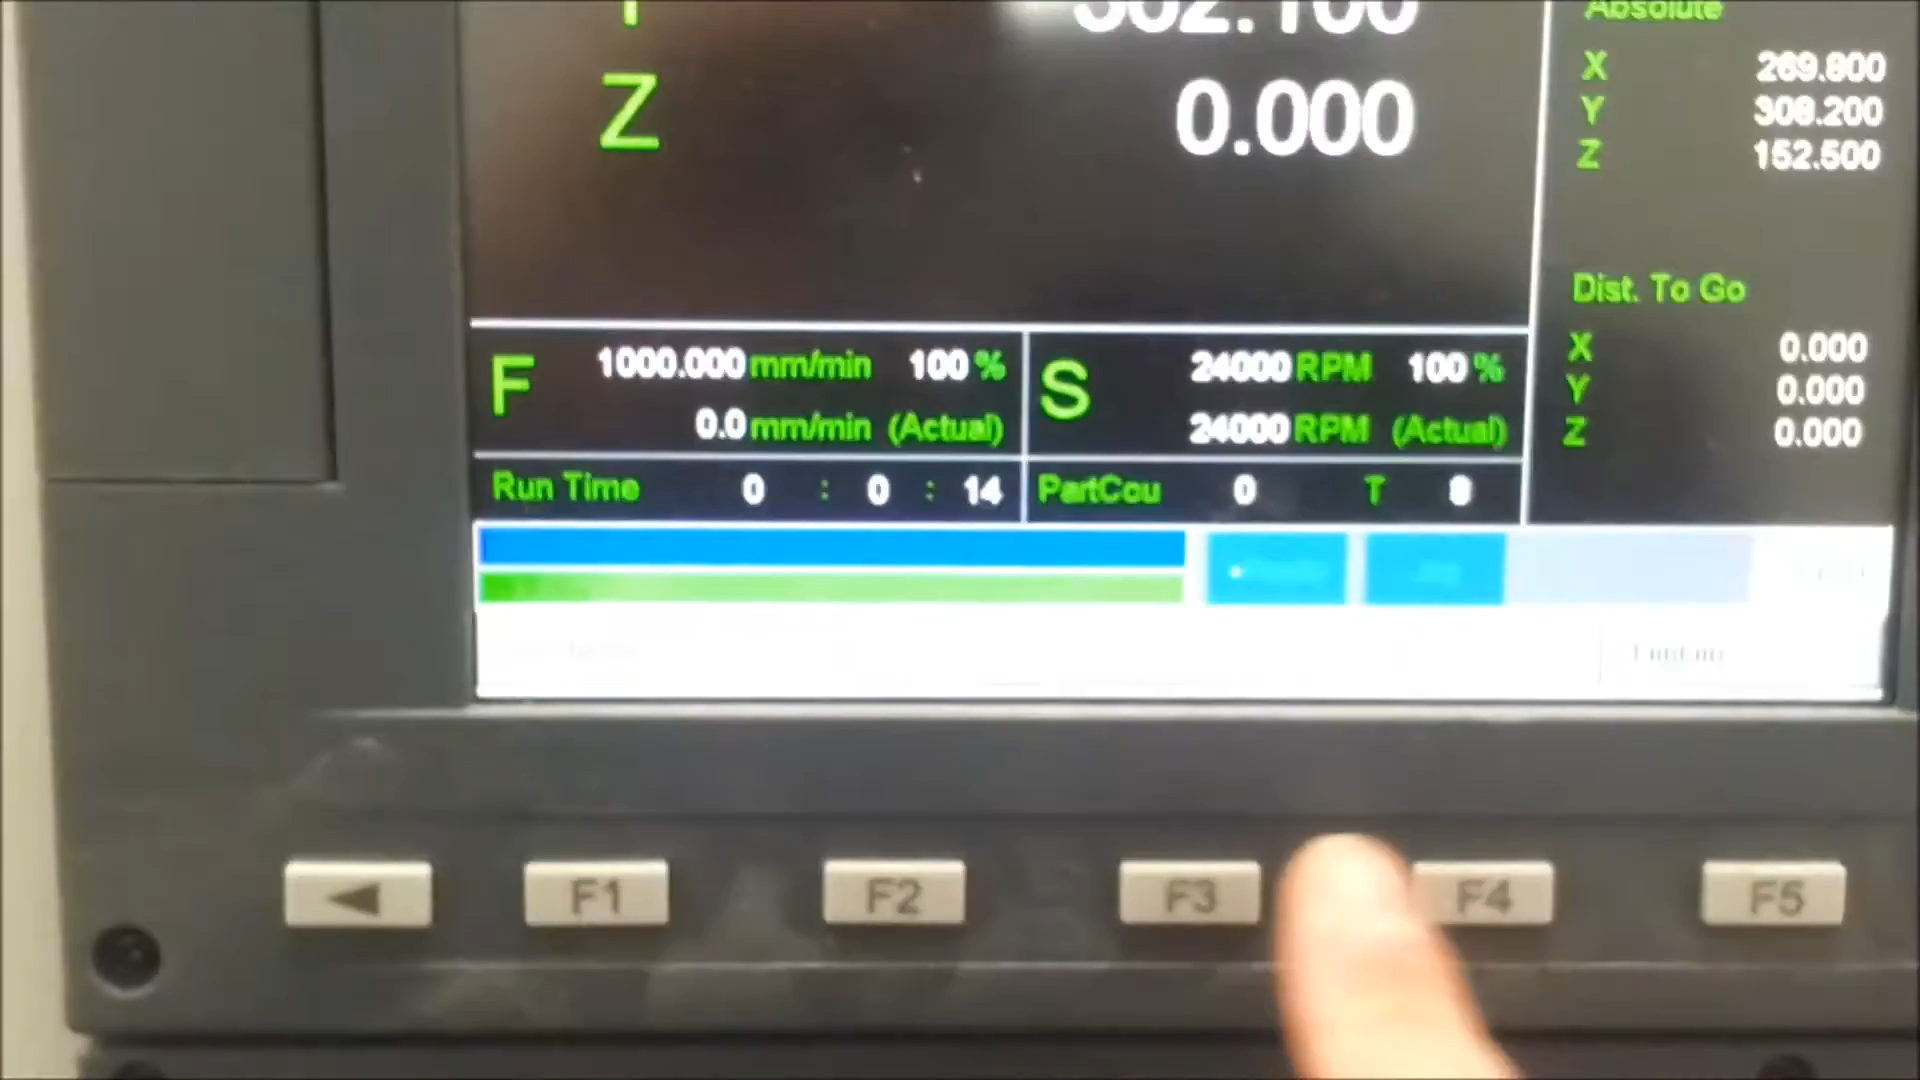 Absolute
X 269.800
Y 308.200
Z 152.500
Z 0.000
Dist. To Go
X 0.000
Y 0.000
Z 0.000
F 1000.000 mm/min 100 %
0.0 mm/min (Actual)
S 24000 RPM 100 %
24000 RPM (Actual)
Run Time 0 : 0 : 14
PartCou 0 T 8
F1 F2 F3 F4 F5